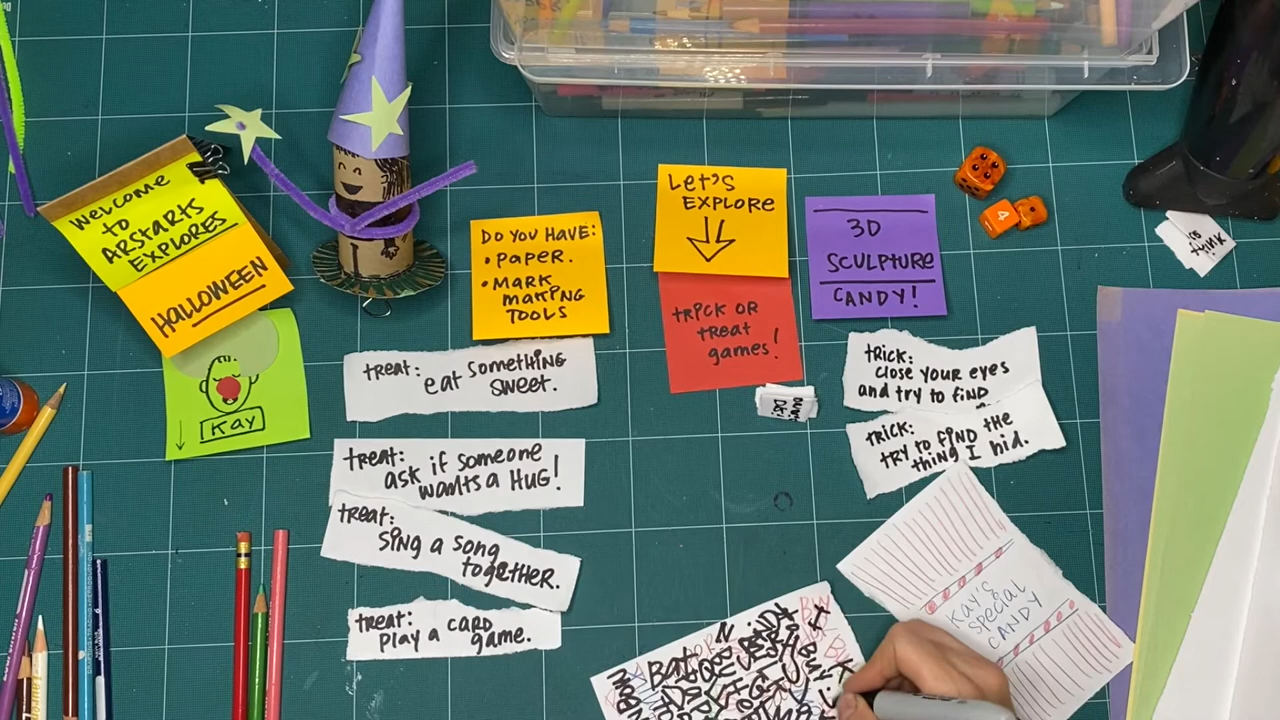 Welcome
to
ARSTARTS
EXPLORES
HALLOWEEN
KAY
DO YOU HAVE:
• PAPER.
• MARK
MAKING
TOOLS
LET'S
EXPLORE
TRICK OR
TREAT
games!
3D
SCULPTURE
CANDY!
treat:
eat SOMETHING
SWEET.
treat:
ask if someone
wants a HUG!
treat:
SING a SONG
TOGETHER.
treat:
PLAY a CARD
game.
TRICK:
CLOSE YOUR EYES
and TRY to FIND
TRICK:
TRY to FIND THE
THING I hid.
4
to
think
KAY'S
SPECIAL
CANDY